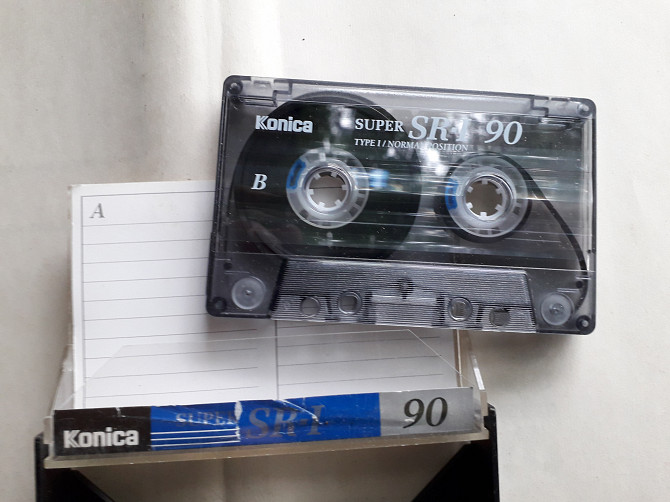 Konica
SUPER SR-I 90
TYPE I / NORMAL POSITION
B
A
Konica SUPER SR-I 90